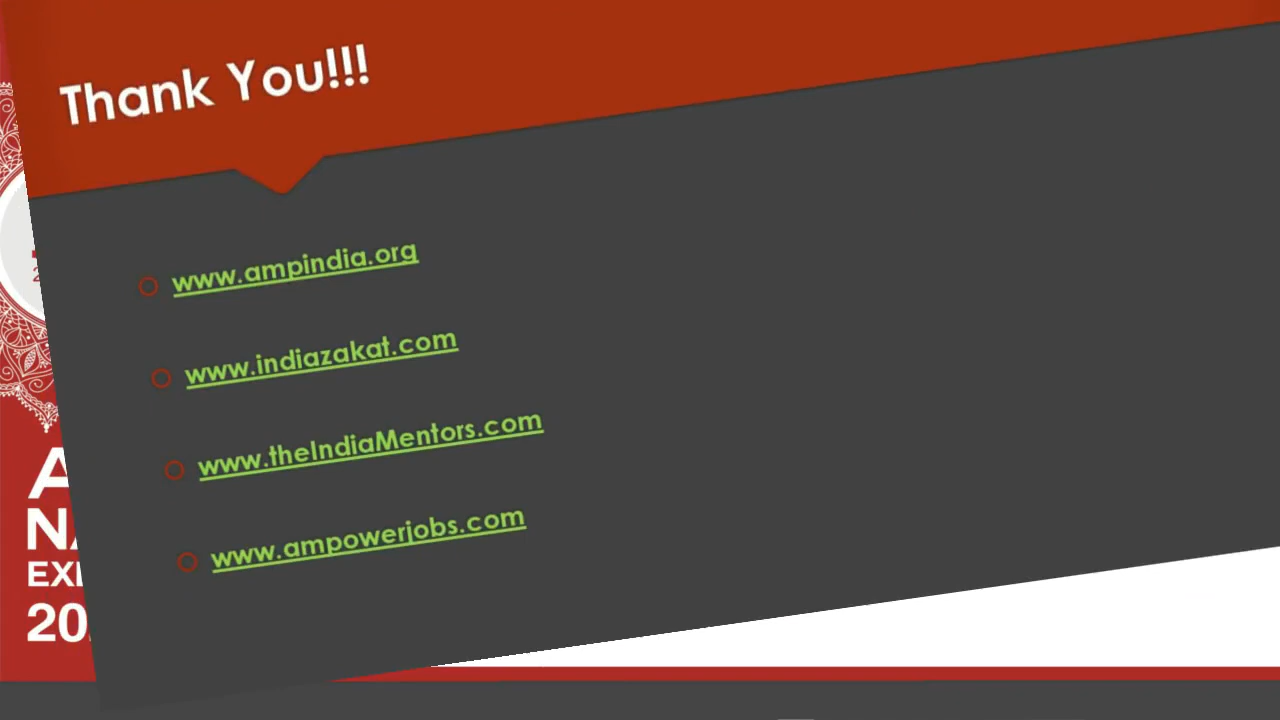 Thank You!!!
www.ampindia.org
www.indiazakat.com
www.theIndiaMentors.com
www.ampowerjobs.com